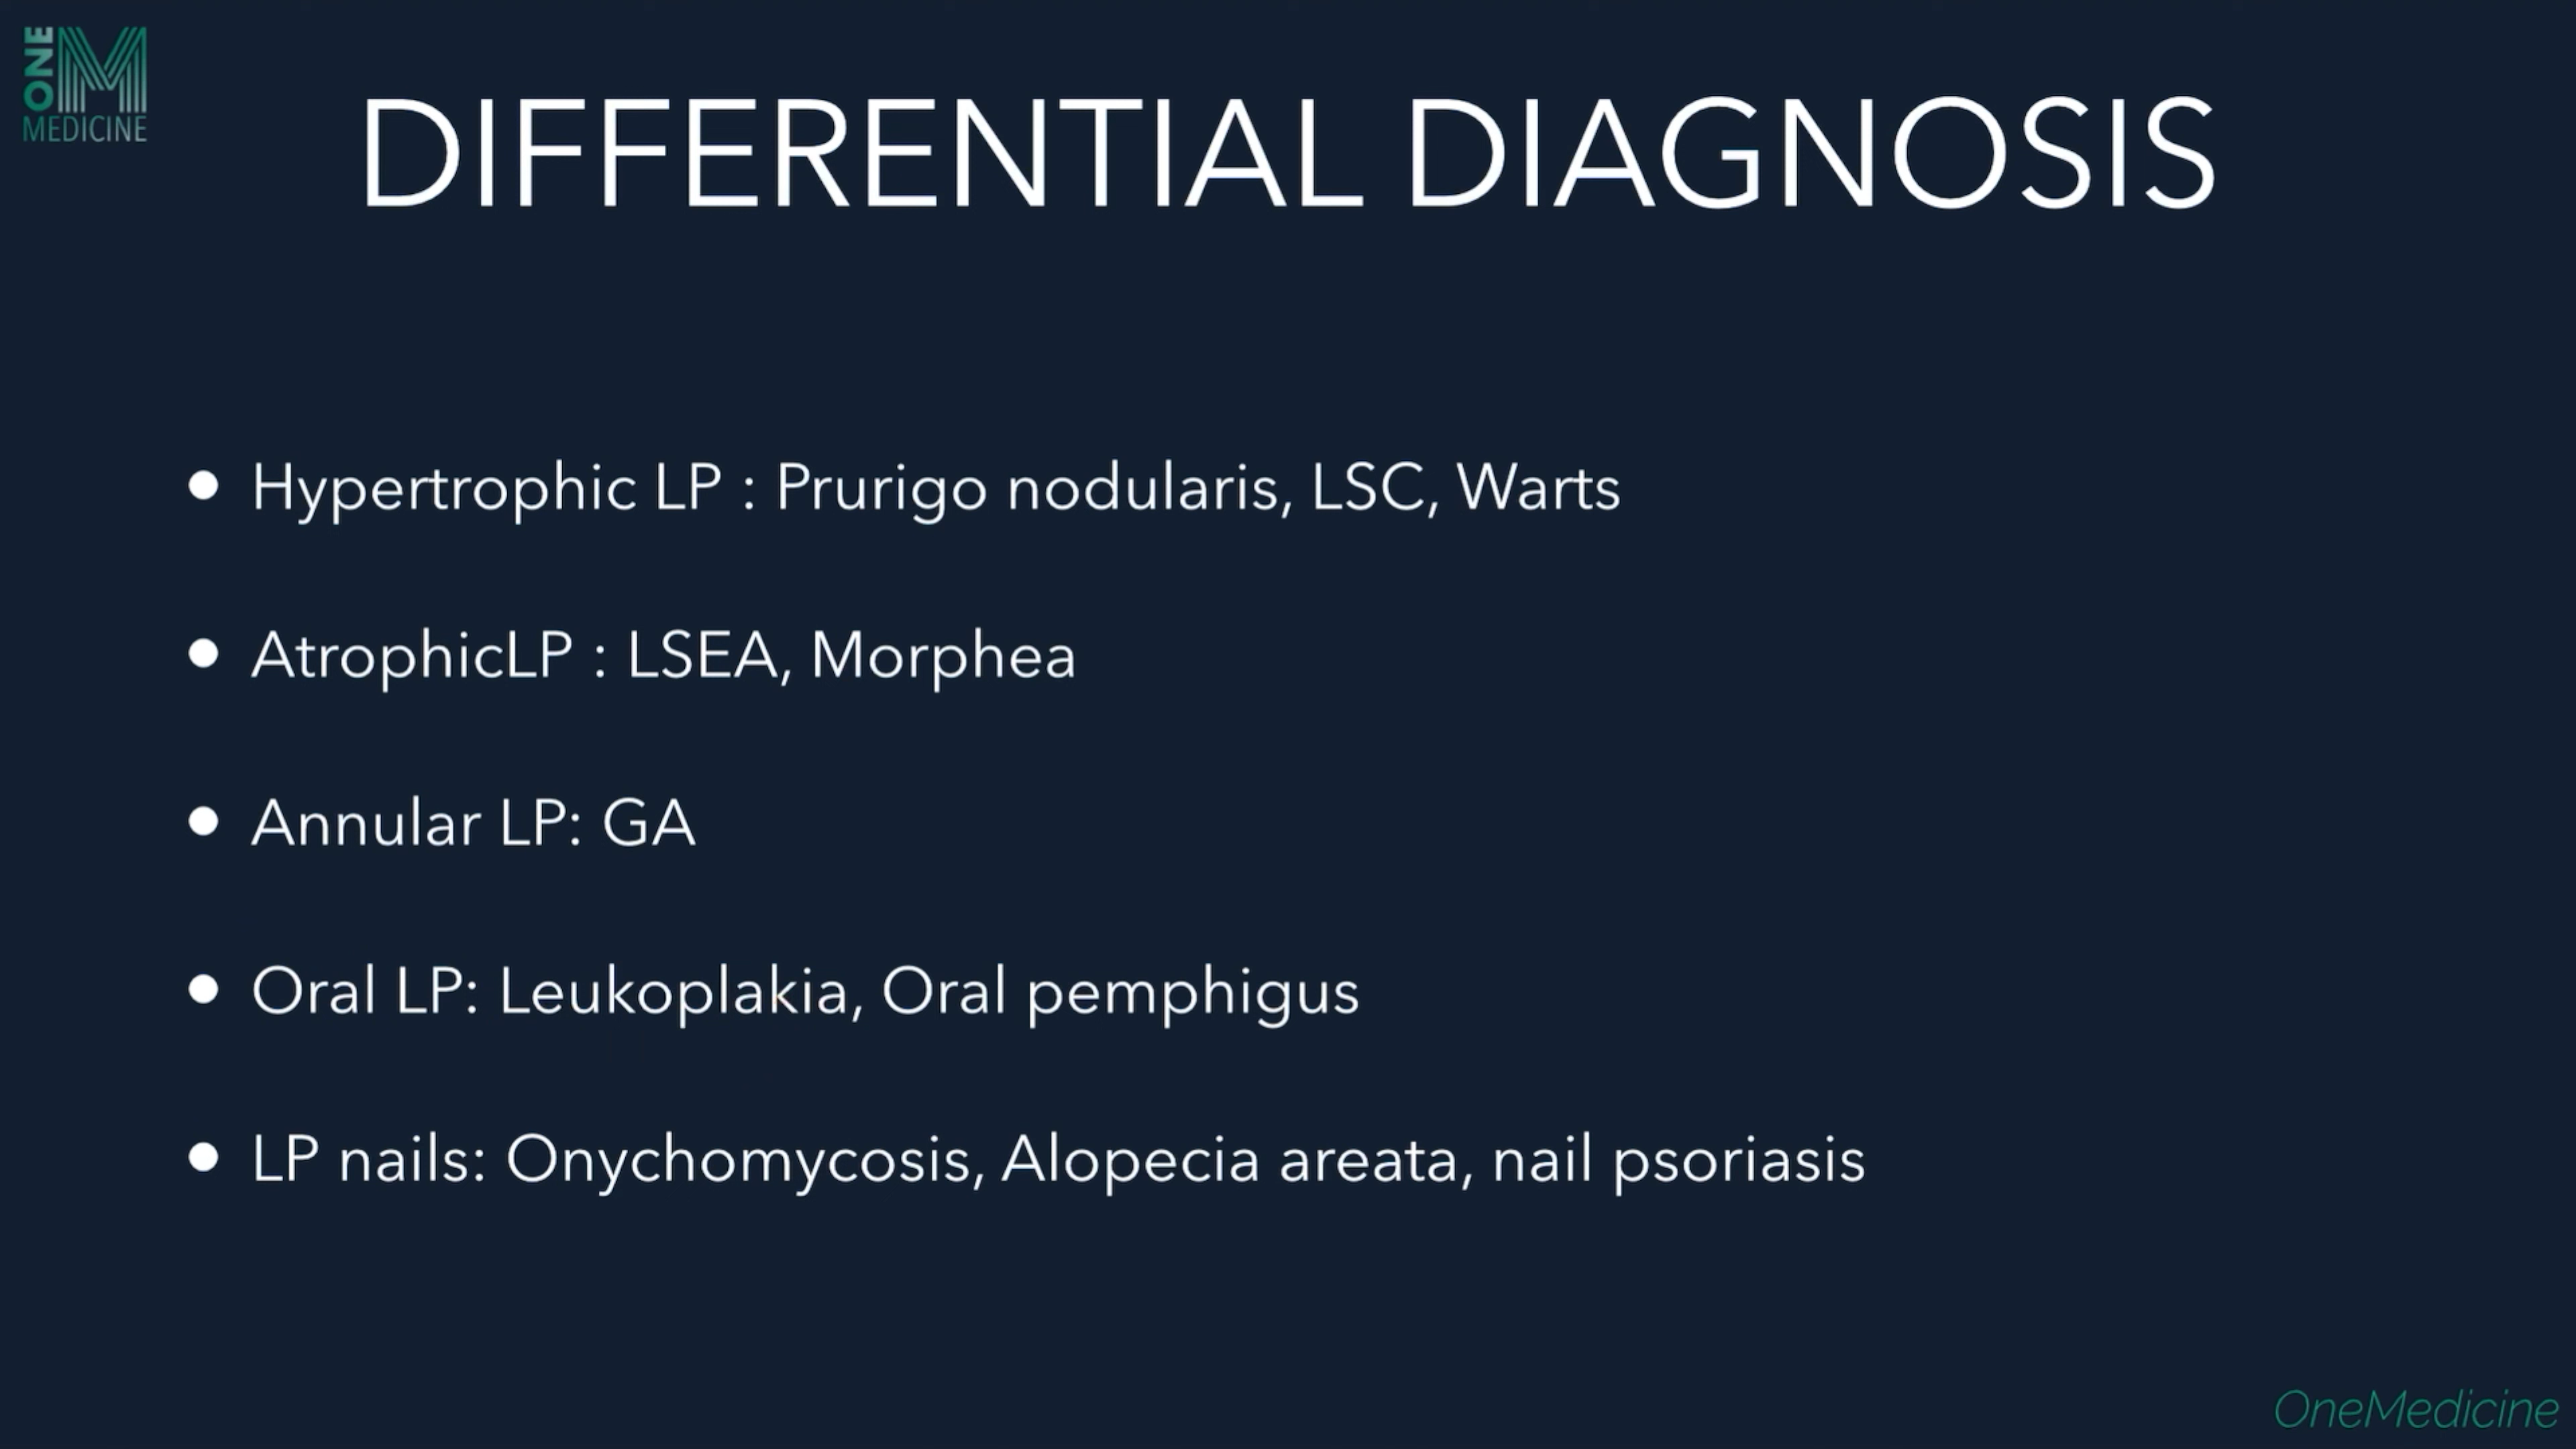 ONE
MEDICINE
DIFFERENTIAL DIAGNOSIS
● Hypertrophic LP : Prurigo nodularis, LSC, Warts
● AtrophicLP : LSEA, Morphea
● Annular LP: GA
● Oral LP: Leukoplakia, Oral pemphigus
● LP nails: Onychomycosis, Alopecia areata, nail psoriasis
OneMedicine